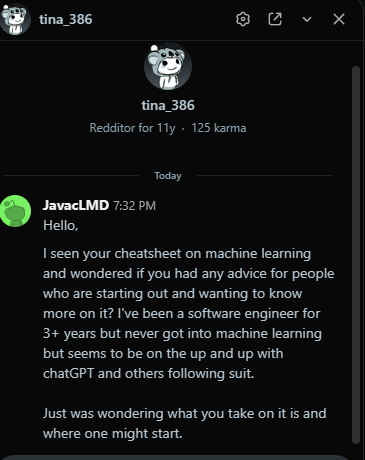 tina_386
tina_386
Redditor for 11y · 125 karma
Today
JavacLMD 7:32 PM
Hello,
I seen your cheatsheet on machine learning
and wondered if you had any advice for people
who are starting out and wanting to know
more on it? I've been a software engineer for
3+ years but never got into machine learning
but seems to be on the up and up with
chatGPT and others following suit.
Just was wondering what you take on it is and
where one might start.